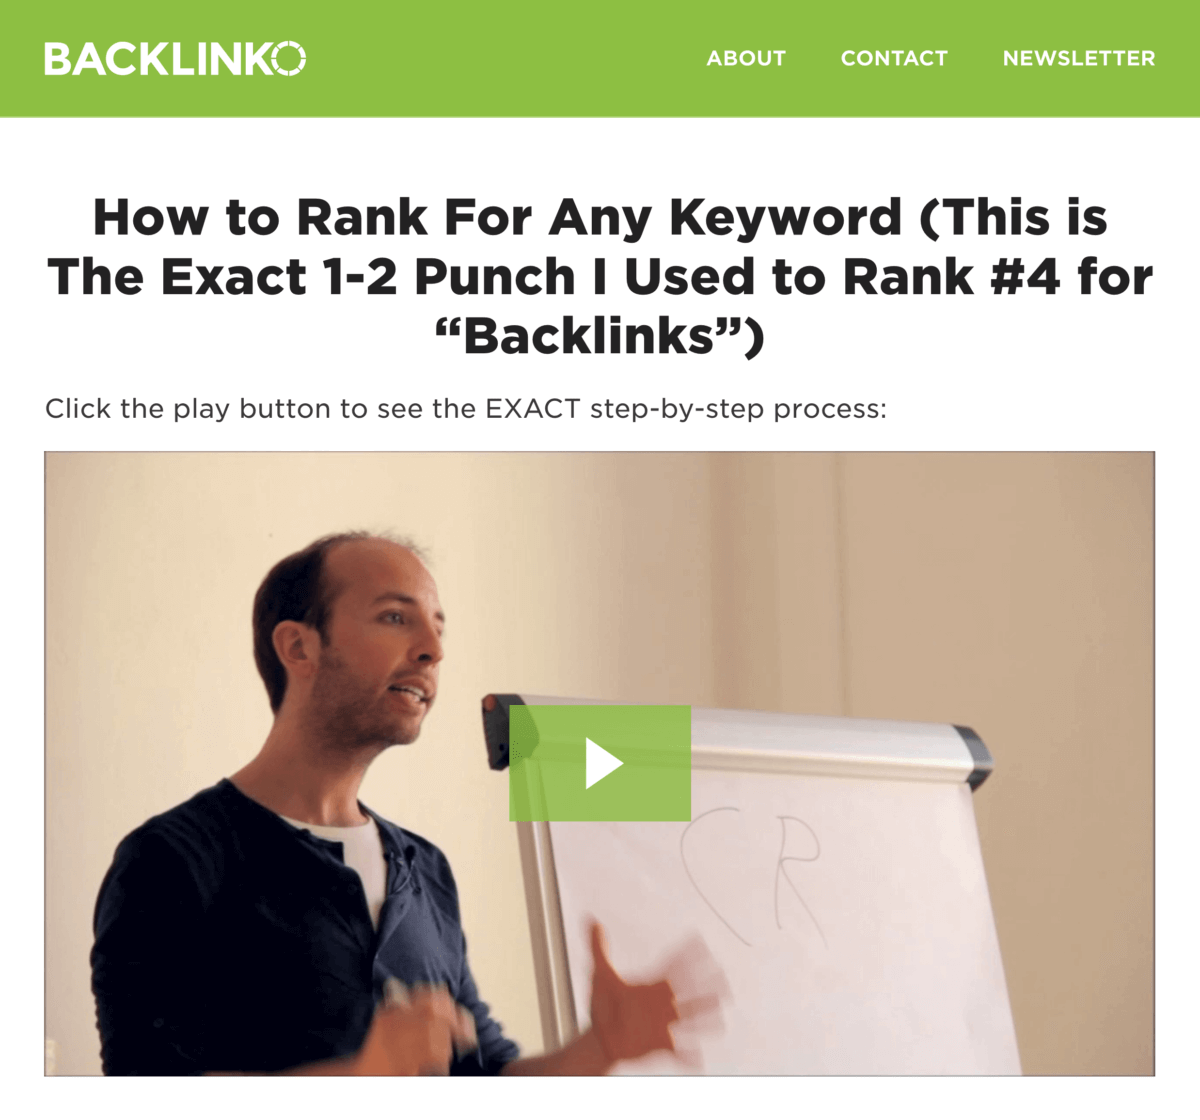 BACKLINKO
ABOUT CONTACT NEWSLETTER
How to Rank For Any Keyword (This is
The Exact 1-2 Punch I Used to Rank #4 for
“Backlinks”)
Click the play button to see the EXACT step-by-step process:
CR